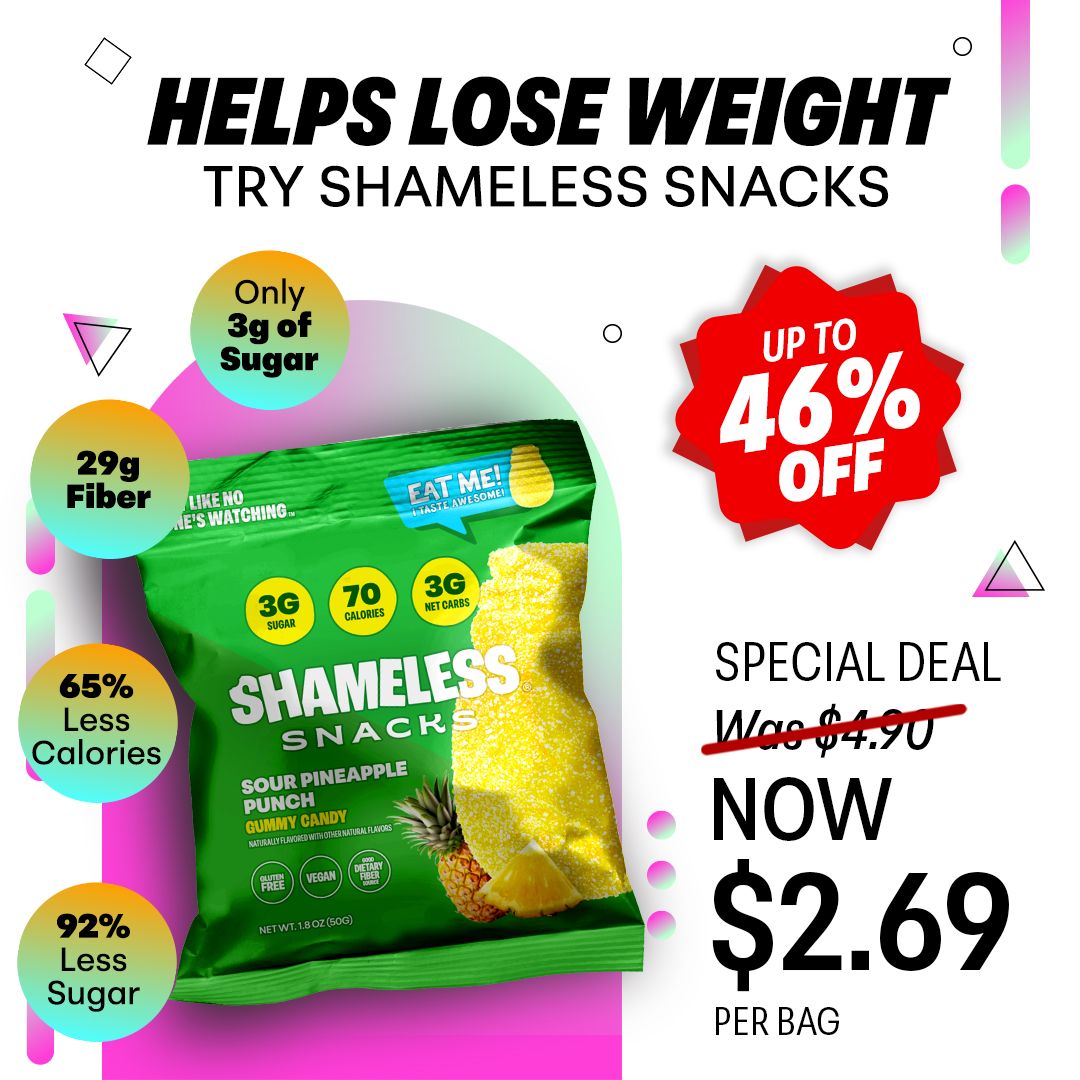 HELPS LOSE WEIGHT
TRY SHAMELESS SNACKS
Only
3g of
Sugar
29g
Fiber
65%
Less
Calories
92%
Less
Sugar
UP TO
46%
OFF
LIKE NO
WATCHING™
EAT ME!
I TASTE AWESOME!
3G
SUGAR
70
CALORIES
3G
NET CARBS
SHAMELESS®
SNACKS
SOUR PINEAPPLE
PUNCH
GUMMY CANDY
NATURALLY FLAVORED WITH OTHER NATURAL FLAVORS
GLUTEN
FREE
VEGAN
GOOD
DIETARY
FIBER
SOURCE
NET WT. 1.8 OZ (50G)
SPECIAL DEAL
Was $4.90
NOW
$2.69
PER BAG